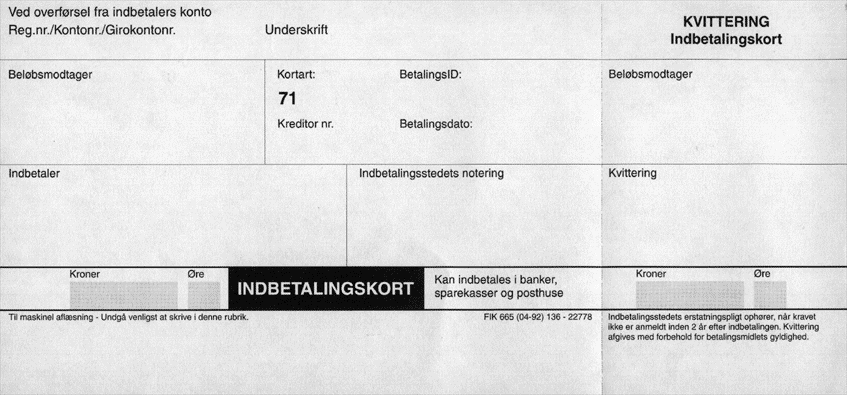 Ved overførsel fra indbetalers konto
Reg.nr./Kontonr./Girokontonr.
Underskrift
KVITTERING
Indbetalingskort
Beløbsmodtager
Kortart:
71
Kreditor nr.
BetalingsID:
Betalingsdato:
Beløbsmodtager
Indbetaler
Indbetalingsstedets notering
Kvittering
Kroner
Øre
INDBETALINGSKORT
Kan indbetales i banker,
sparekasser og posthuse
Kroner
Øre
Til maskinel aflæsning - Undgå venligst at skrive i denne rubrik.
FIK 665 (04-92) 136 - 22778
Indbetalingsstedets erstatningspligt ophører, når kravet
ikke er anmeldt inden 2 år efter indbetalingen. Kvittering
afgives med forbehold for betalingsmidlets gyldighed.